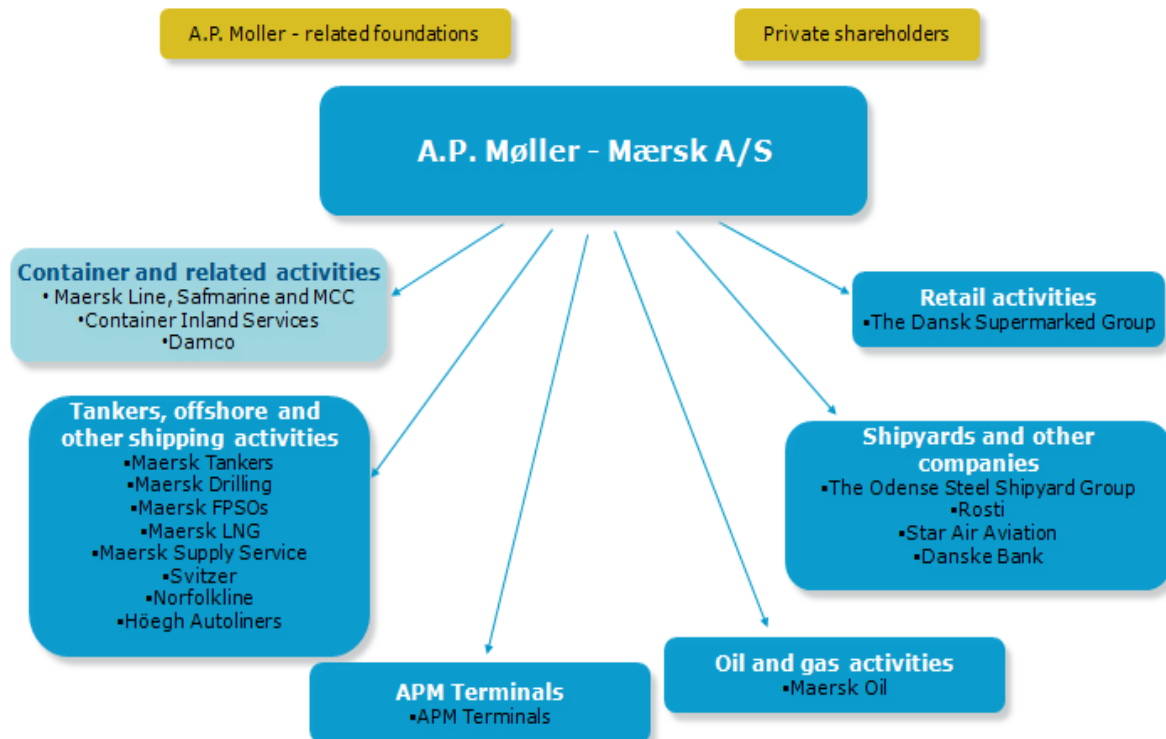 A.P. Moller - related foundations
Private shareholders
A.P. Møller - Mærsk A/S
Container and related activities
• Maersk Line, Safmarine and MCC
•Container Inland Services
•Damco
Retail activities
▪The Dansk Supermarked Group
Tankers, offshore and
other shipping activities
▪Maersk Tankers
▪Maersk Drilling
▪Maersk FPSOs
▪Maersk LNG
▪Maersk Supply Service
▪Svitzer
▪Norfolkline
▪Höegh Autoliners
Shipyards and other
companies
▪The Odense Steel Shipyard Group
▪Rosti
▪Star Air Aviation
▪Danske Bank
APM Terminals
▪APM Terminals
Oil and gas activities
▪Maersk Oil